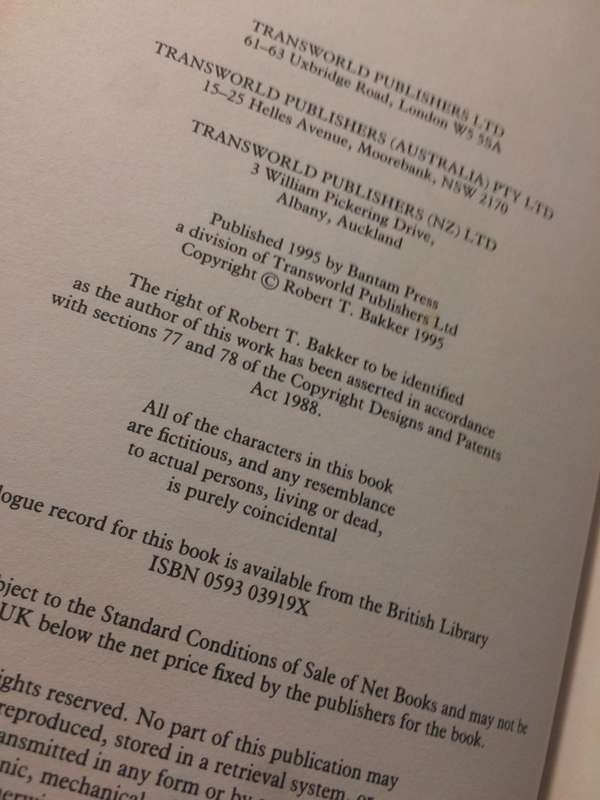 TRANSWORLD PUBLISHERS LTD
61–63 Uxbridge Road, London W5 5SA
TRANSWORLD PUBLISHERS (AUSTRALIA) PTY LTD
15–25 Helles Avenue, Moorebank, NSW 2170
TRANSWORLD PUBLISHERS (NZ) LTD
3 William Pickering Drive,
Albany, Auckland
Published 1995 by Bantam Press
a division of Transworld Publishers Ltd
Copyright © Robert T. Bakker 1995
The right of Robert T. Bakker to be identified
as the author of this work has been asserted in accordance
with sections 77 and 78 of the Copyright Designs and Patents
Act 1988.
All of the characters in this book
are fictitious, and any resemblance
to actual persons, living or dead,
is purely coincidental
logue record for this book is available from the British Library
ISBN 0593 03919X
bject to the Standard Conditions of Sale of Net Books and may not be
UK below the net price fixed by the publishers for the book.
ights reserved. No part of this publication may
reproduced, stored in a retrieval system, or
ansmitted in any form or by
nic, mechanical,